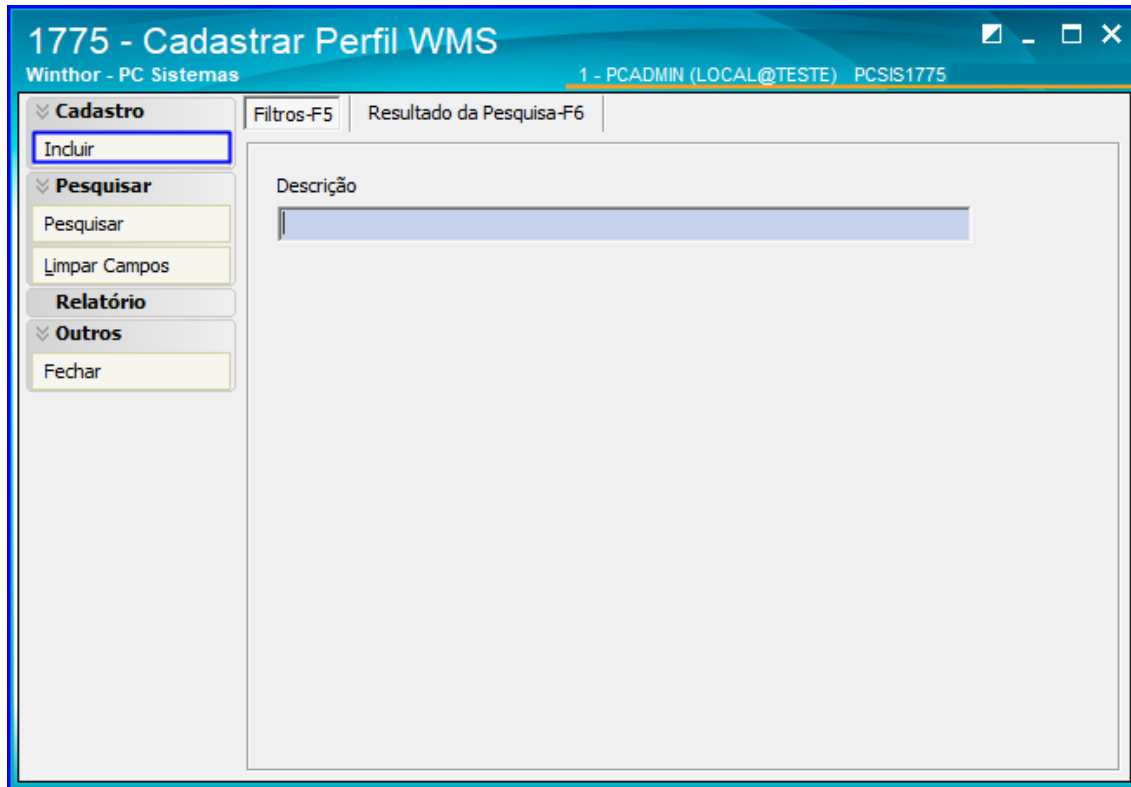 1775 - Cadastrar Perfil WMS
Winthor - PC Sistemas
1 - PCADMIN (LOCAL@TESTE) PCSIS1775
Cadastro
Incluir
Pesquisar
Pesquisar
Limpar Campos
Relatório
Outros
Fechar
Filtros-F5 Resultado da Pesquisa-F6
Descrição